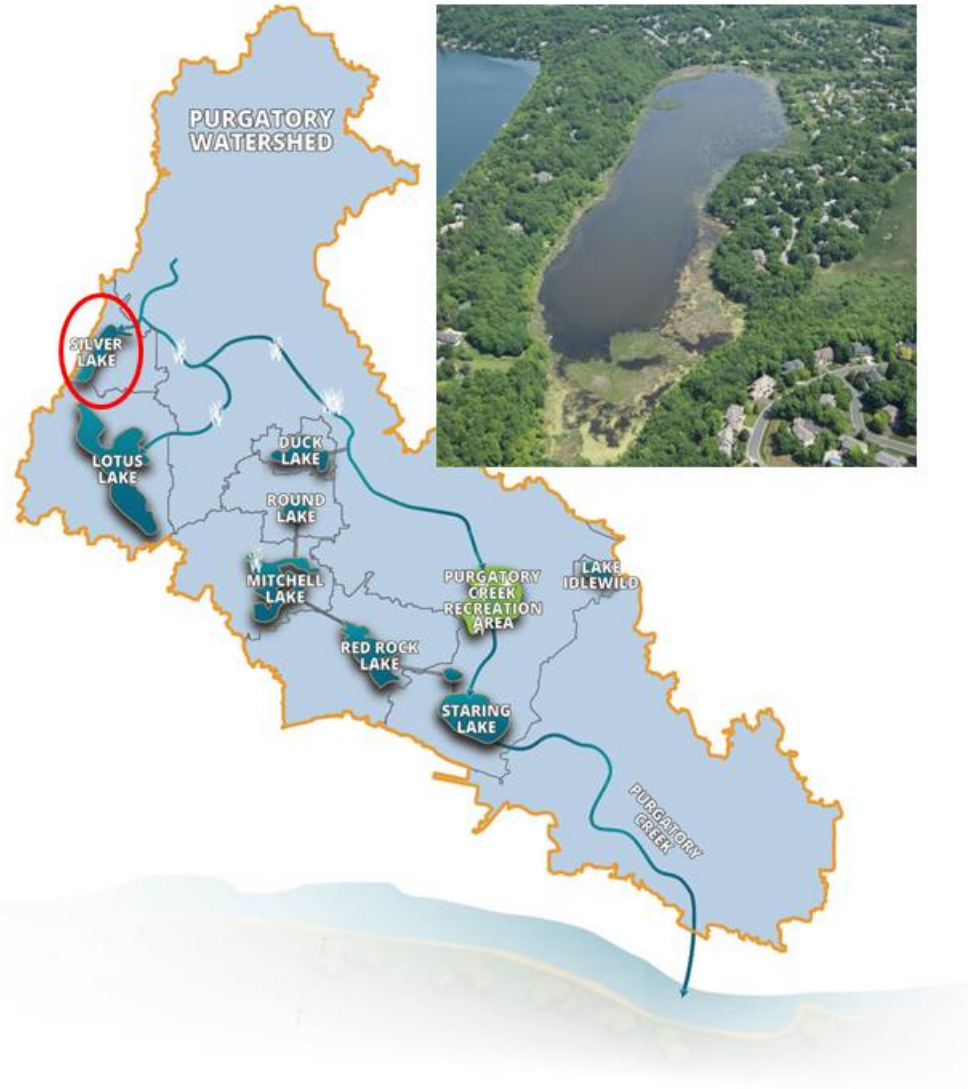 PURGATORY
WATERSHED
SILVER
LAKE
LOTUS
LAKE
DUCK
LAKE
ROUND
LAKE
MITCHELL
LAKE
RED ROCK
LAKE
PURGATORY
CREEK
RECREATION
AREA
LAKE
IDLEWILD
STARING
LAKE
PURGATORY
CREEK